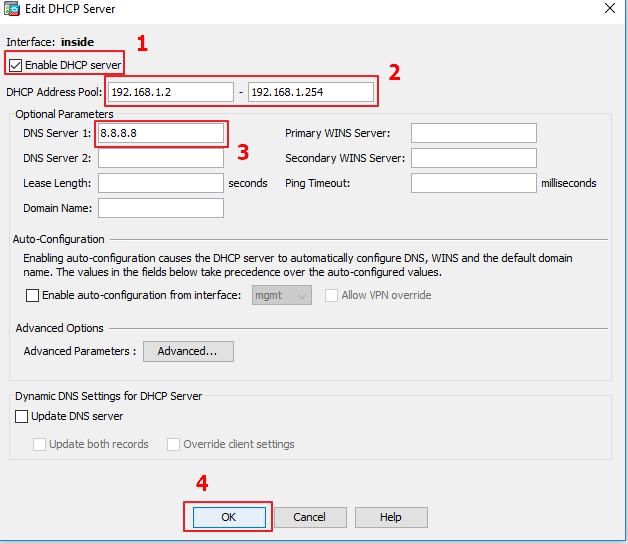 Edit DHCP Server
1
Interface: inside
Enable DHCP server
2
DHCP Address Pool: 192.168.1.2 - 192.168.1.254
Optional Parameters
DNS Server 1: 8.8.8.8 Primary WINS Server:
3
DNS Server 2: Secondary WINS Server:
Lease Length: seconds Ping Timeout: milliseconds
Domain Name:
Auto-Configuration
Enabling auto-configuration causes the DHCP server to automatically configure DNS, WINS and the default domain
name. The values in the fields below take precedence over the auto-configured values.
Enable auto-configuration from interface: mgmt Allow VPN override
Advanced Options
Advanced Parameters : Advanced...
Dynamic DNS Settings for DHCP Server
Update DNS server
Update both records Override client settings
4
OK Cancel Help